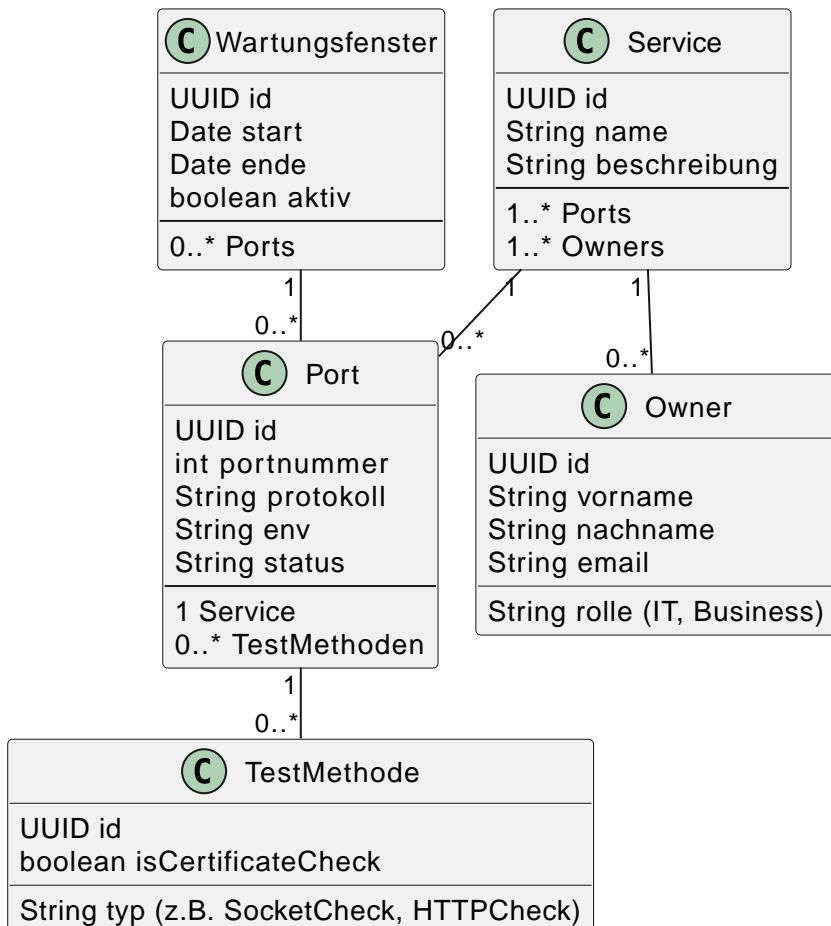 C Wartungsfenster
UUID id
Date start
Date ende
boolean aktiv
0..* Ports
C Service
UUID id
String name
String beschreibung
1..* Ports
1..* Owners
1
0..*
1
0..*
1
0..*
C Port
UUID id
int portnummer
String protokoll
String env
String status
1 Service
0..* TestMethoden
C Owner
UUID id
String vorname
String nachname
String email
String rolle (IT, Business)
1
0..*
C TestMethode
UUID id
boolean isCertificateCheck
String typ (z.B. SocketCheck, HTTPCheck)